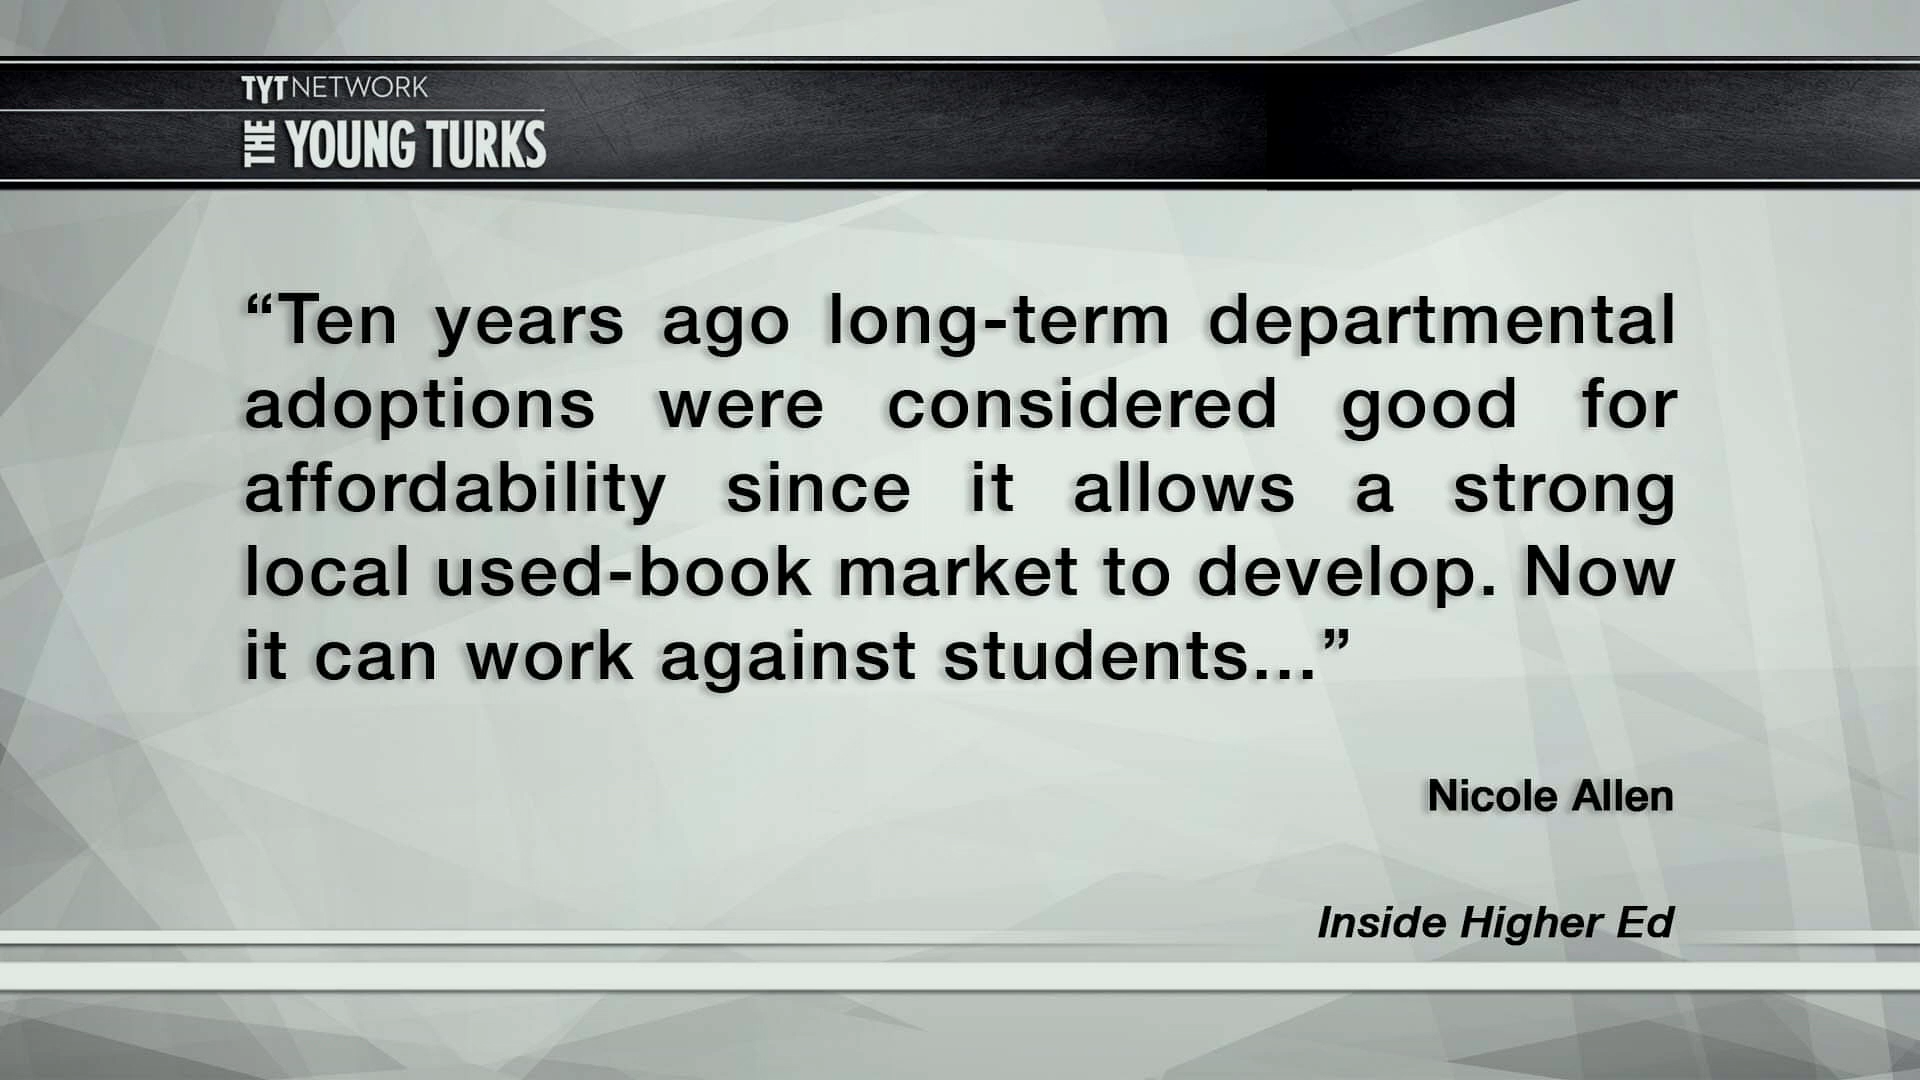 TYT NETWORK
THE YOUNG TURKS
“Ten years ago long-term departmental
adoptions were considered good for
affordability since it allows a strong
local used-book market to develop. Now
it can work against students...”
Nicole Allen
Inside Higher Ed